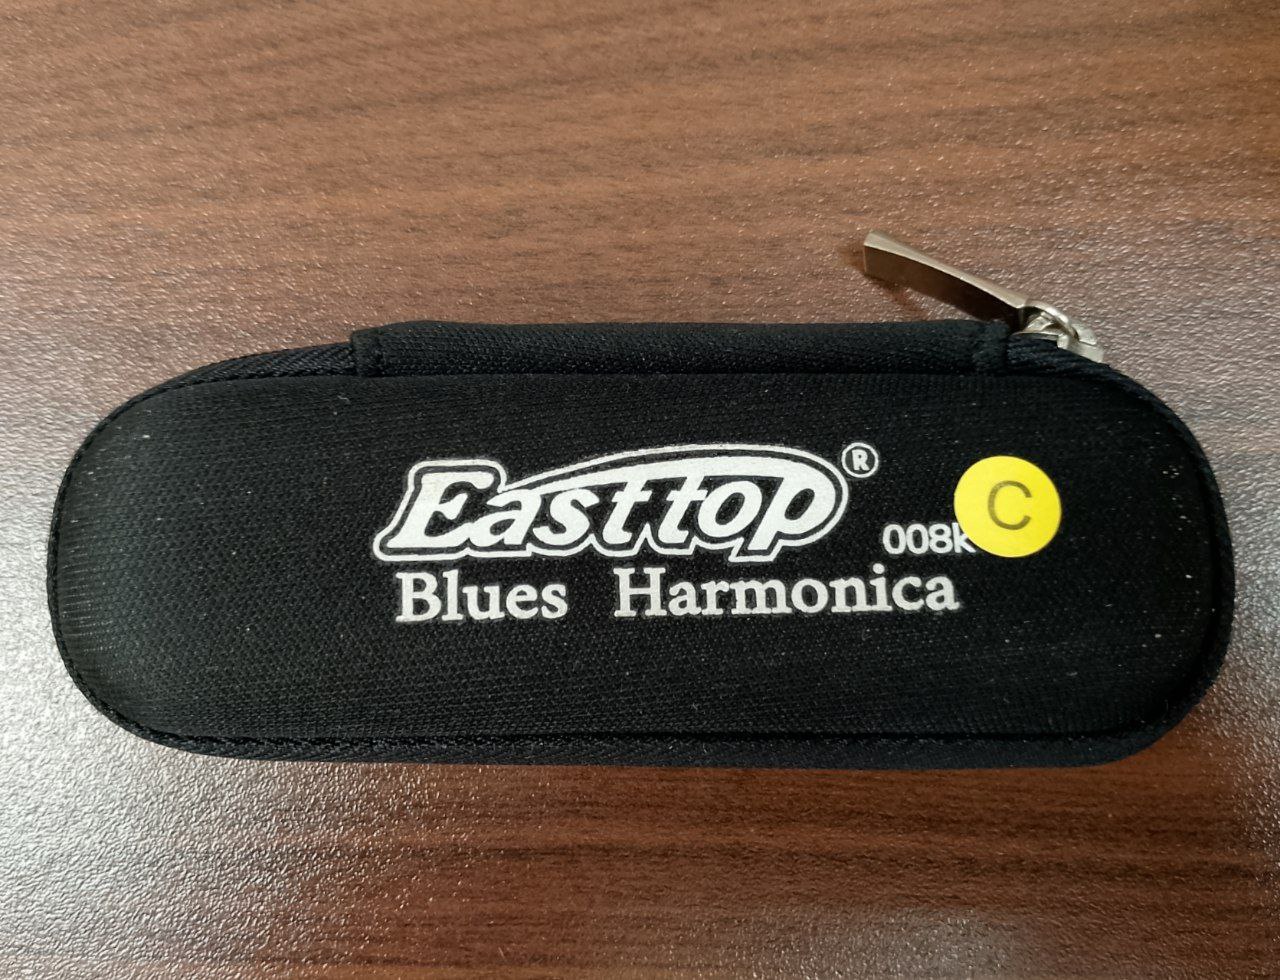 Easttop®
008k
C
Blues Harmonica